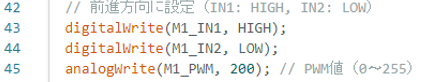 42 // 前進方向に設定（IN1: HIGH, IN2: LOW）
43 digitalWrite(M1_IN1, HIGH);
44 digitalWrite(M1_IN2, LOW);
45 analogWrite(M1_PWM, 200); // PWM値（0〜255）